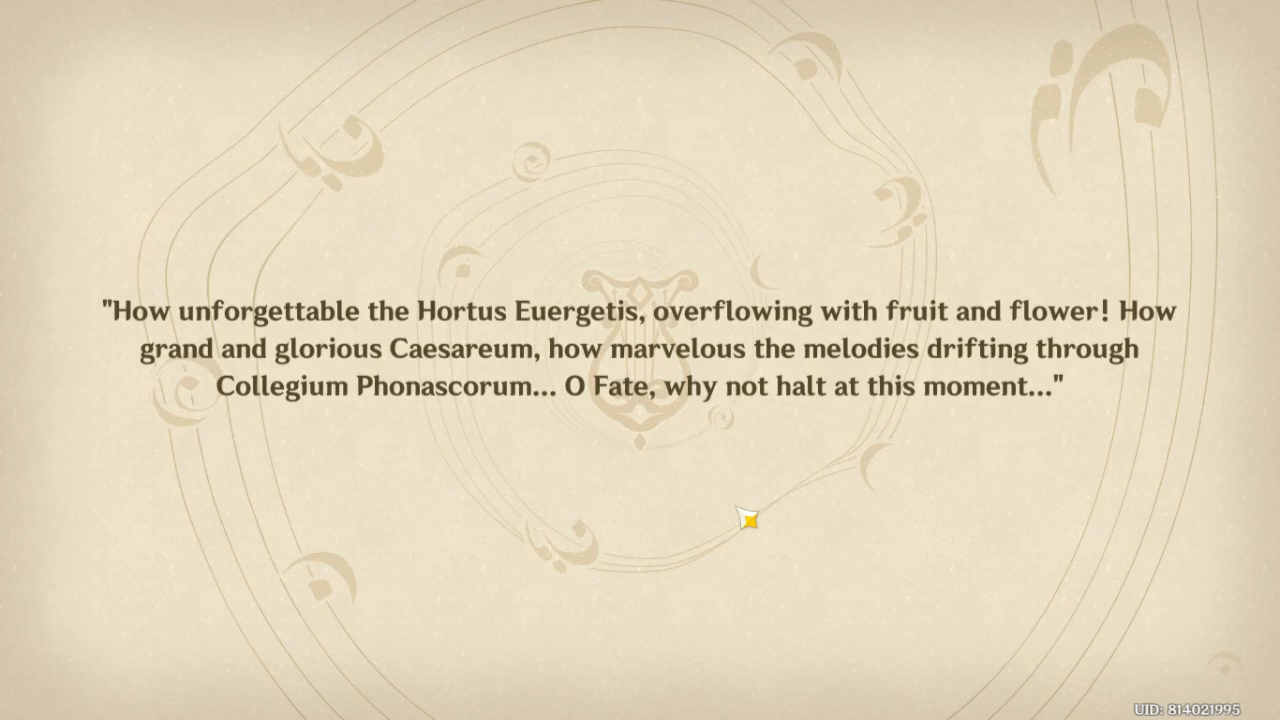 "How unforgettable the Hortus Euergetis, overflowing with fruit and flower! How
grand and glorious Caesareum, how marvelous the melodies drifting through
Collegium Phonascorum... O Fate, why not halt at this moment..."
UID: 814021995